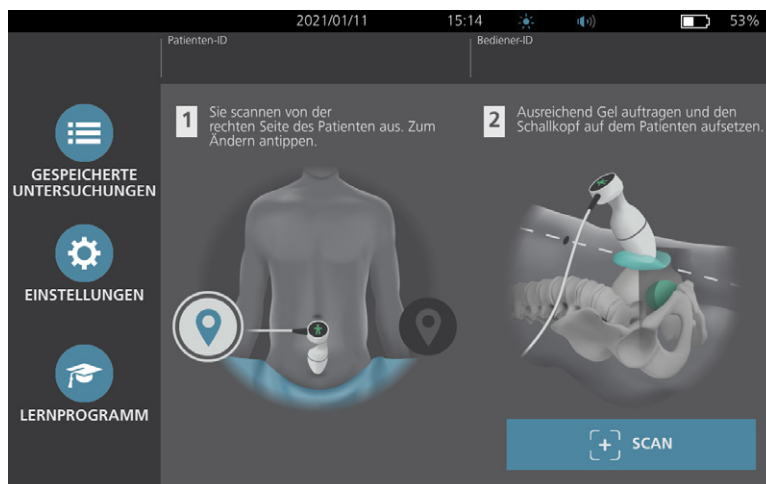 2021/01/11 15:14 53%
Patienten-ID Bediener-ID
1 Sie scannen von der
rechten Seite des Patienten aus. Zum
Ändern antippen.
2 Ausreichend Gel auftragen und den
Schallkopf auf dem Patienten aufsetzen.
GESPEICHERTE
UNTERSUCHUNGEN
EINSTELLUNGEN
LERNPROGRAMM
SCAN